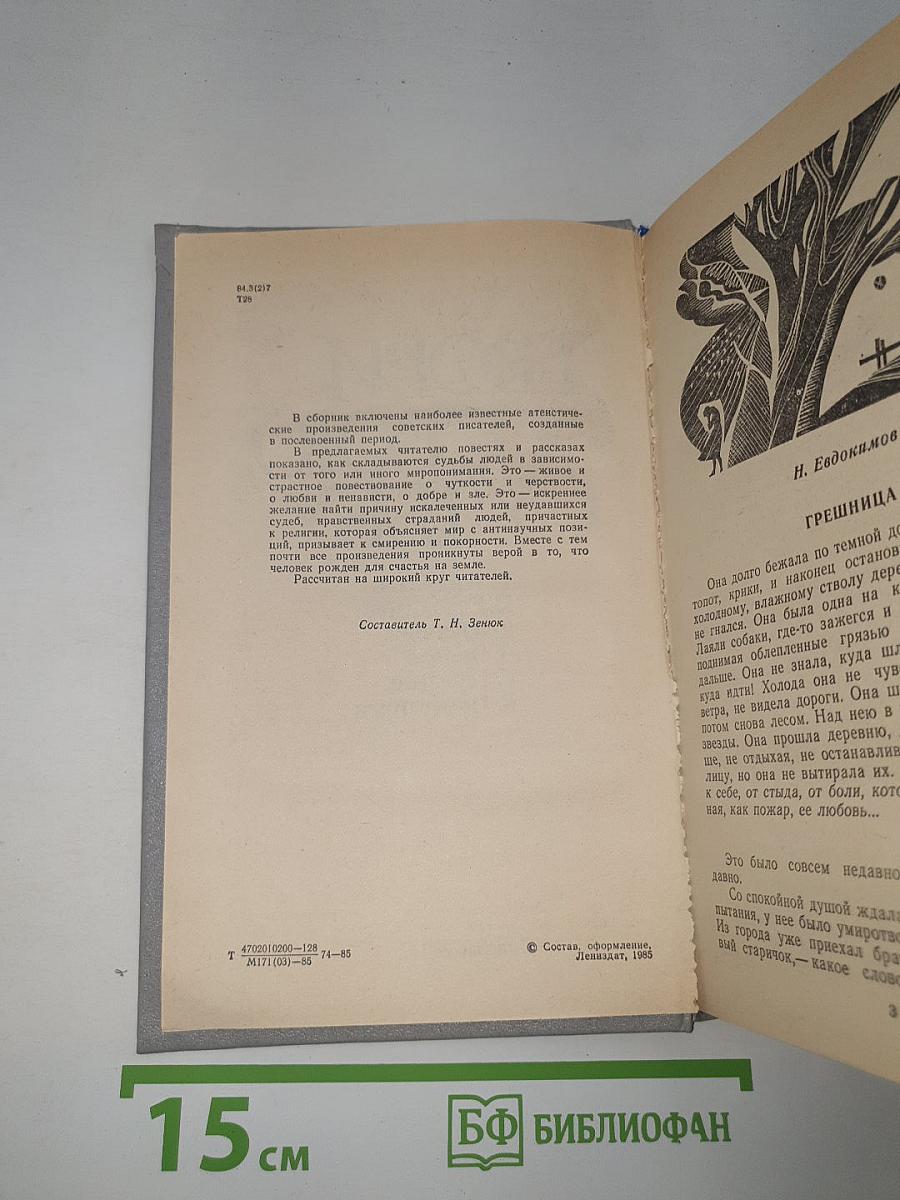 84.3(2)7
Т28
В сборник включены наиболее известные атеистиче-
ские произведения советских писателей, созданные
в послевоенный период.
В предлагаемых читателю повестях и рассказах
показано, как складываются судьбы людей в зависимо-
сти от того или иного миропонимания. Это — живое и
страстное повествование о чуткости и черствости,
о любви и ненависти, о добре и зле. Это — искреннее
желание найти причину искалеченных или неудавшихся
судеб, нравственных страданий людей, причастных
к религии, которая объясняет мир с антинаучных пози-
ций, призывает к смирению и покорности. Вместе с тем
почти все произведения проникнуты верой в то, что
человек рожден для счастья на земле.
Рассчитан на широкий круг читателей.
Составитель Т. Н. Зенюк
Т 4702010200—128
М171(03)—85 74—85
© Состав, оформление,
Лениздат, 1985
Н. Евдокимов
ГРЕШНИЦА
Она долго бежала по темной до
топот, крики, и наконец останов
холодному, влажному стволу дере
не гнался. Она была одна на к
Лаяли собаки, где-то зажегся и
поднимая облепленные грязью
дальше. Она не знала, куда шл
куда идти! Холода она не чув
ветра, не видела дороги. Она ш
потом снова лесом. Над нею в
звезды. Она прошла деревню,
ше, не отдыхая, не останавлив
лицу, но она не вытирала их.
к себе, от стыда, от боли, кото
ная, как пожар, ее любовь...
Это было совсем недавно
давно.
Со спокойной душой ждала
пытания, у нее было умиротво
Из города уже приехал бра
вый старичок,— какое слово
3
15 см
БФ БИБЛИОФАН